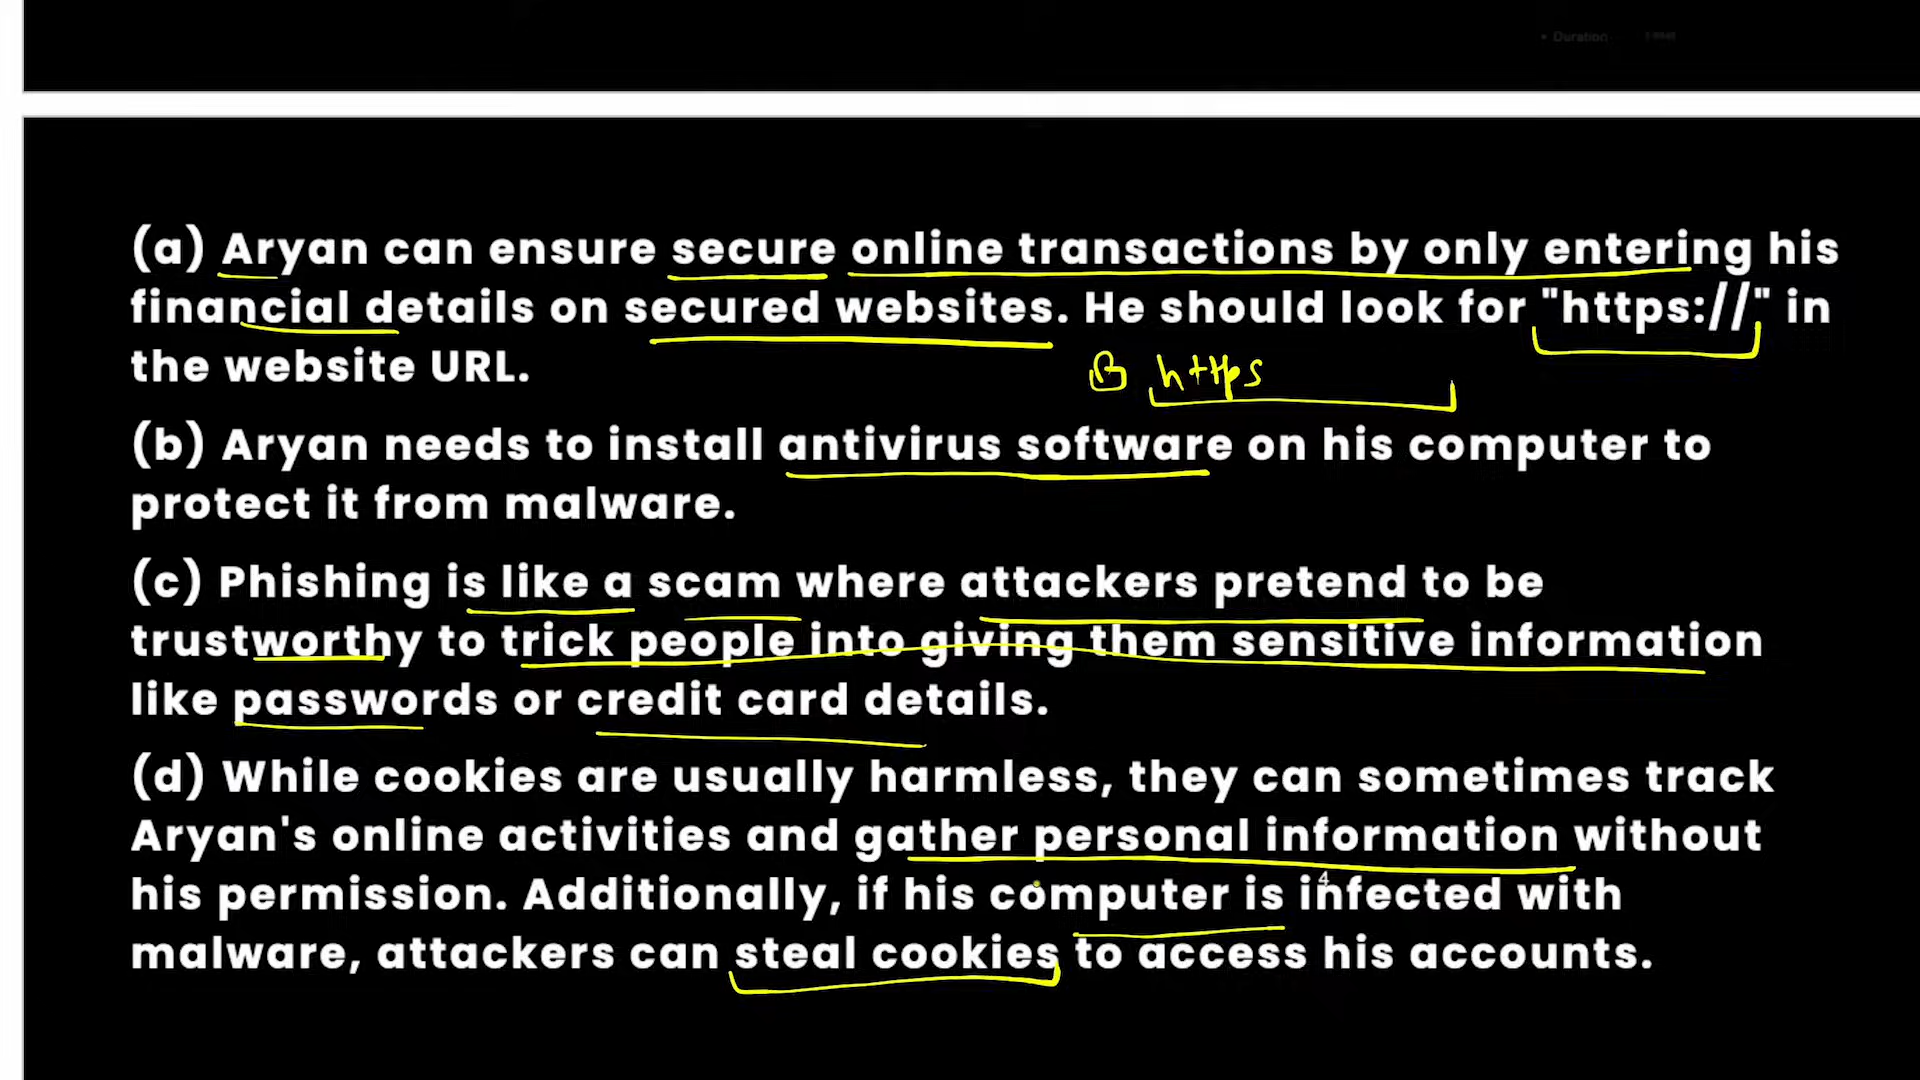 • Duration
(a) Aryan can ensure secure online transactions by only entering his
financial details on secured websites. He should look for "https://" in
the website URL.
https
(b) Aryan needs to install antivirus software on his computer to
protect it from malware.
(c) Phishing is like a scam where attackers pretend to be
trustworthy to trick people into giving them sensitive information
like passwords or credit card details.
(d) While cookies are usually harmless, they can sometimes track
Aryan's online activities and gather personal information without
his permission. Additionally, if his computer is infected with
malware, attackers can steal cookies to access his accounts.